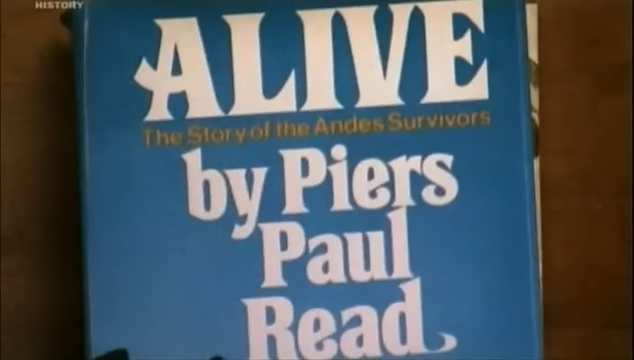 HISTORY
ALIVE
The Story of the Andes Survivors
by Piers
Paul
Read